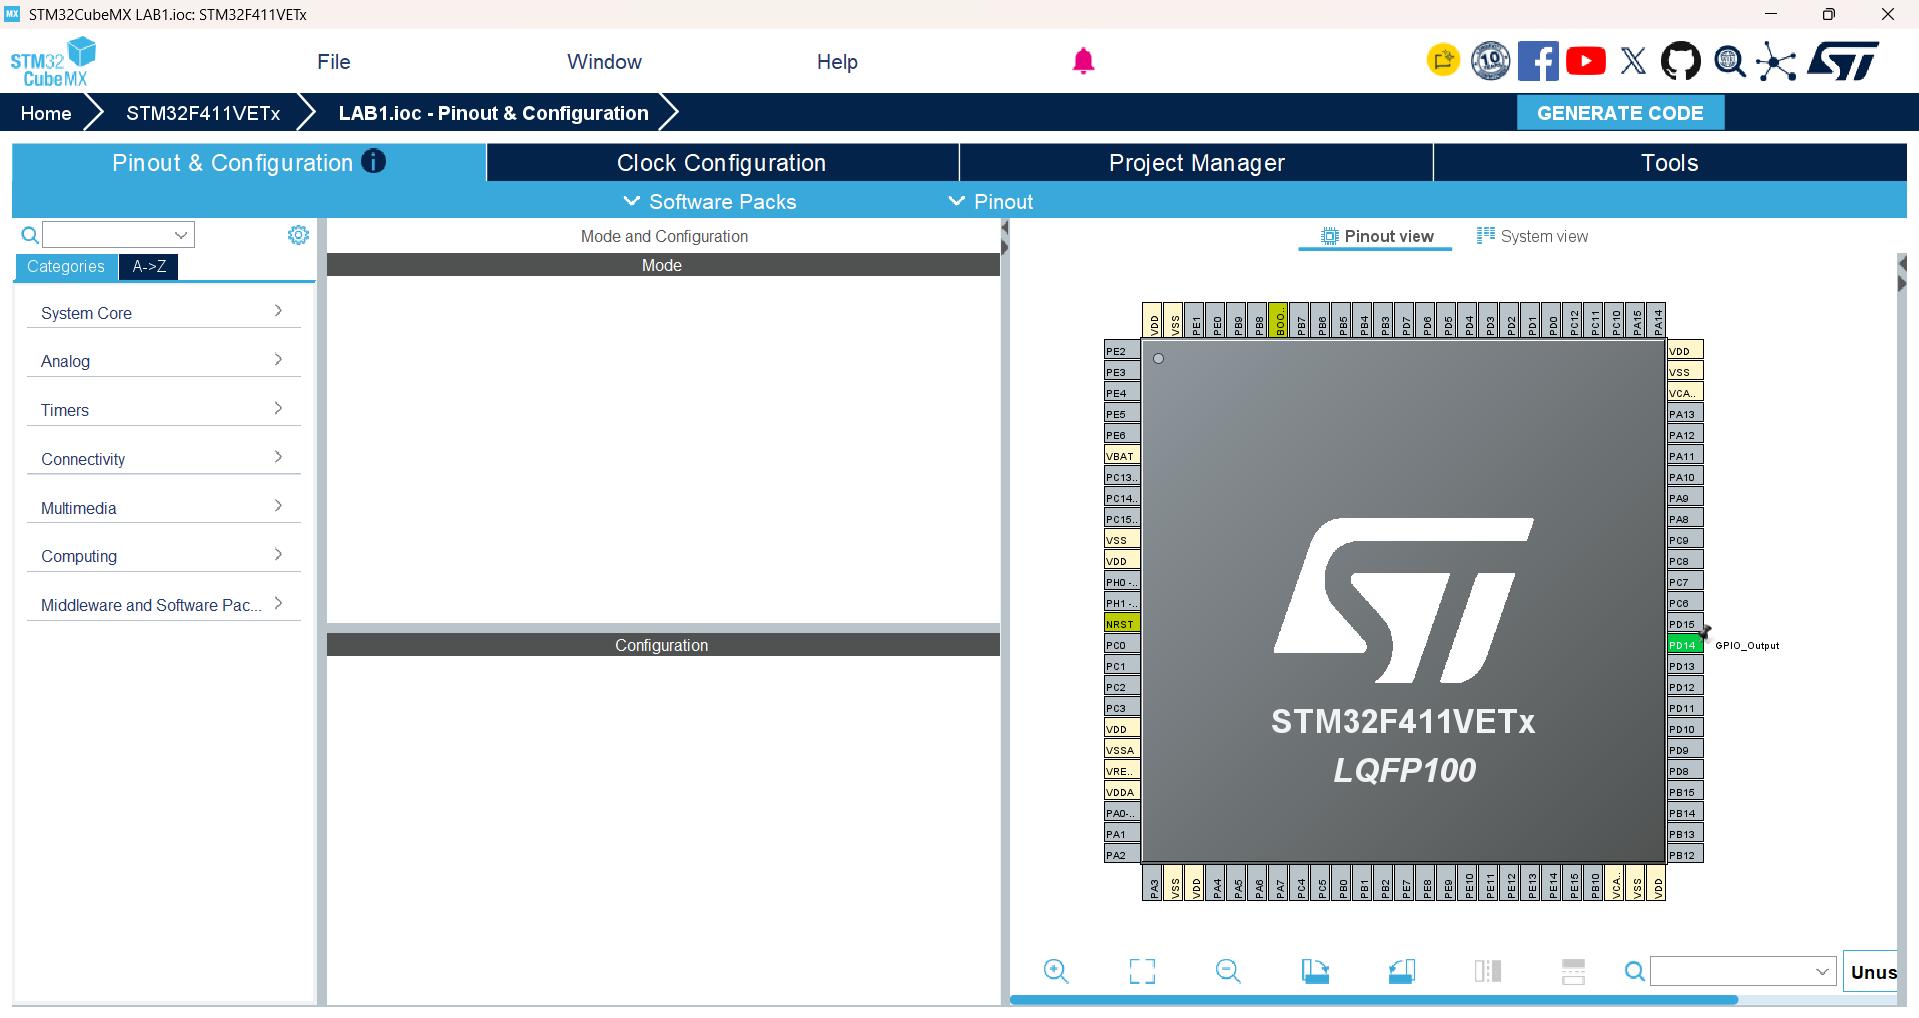 MX STM32CubeMX LAB1.ioc: STM32F411VETx
STM32
CubeMX
File
Window
Help
10
Home
STM32F411VETx
LAB1.ioc - Pinout & Configuration
GENERATE CODE
Pinout & Configuration
Clock Configuration
Project Manager
Tools
Software Packs
Pinout
Categories
A->Z
System Core
Analog
Timers
Connectivity
Multimedia
Computing
Middleware and Software Pac...
Mode and Configuration
Mode
Configuration
Pinout view
System view
VDD
VSS
PE1
PE0
PB9
PB8
BOO..
PB7
PB6
PB5
PB4
PB3
PD7
PD6
PD5
PD4
PD3
PD2
PD1
PD0
PC12
PC11
PC10
PA15
PA14
PE2
PE3
PE4
PE5
PE6
VBAT
PC13..
PC14..
PC15..
VSS
VDD
PH0 -..
PH1 -..
NRST
PC0
PC1
PC2
PC3
VDD
VSSA
VRE..
VDDA
PA0-..
PA1
PA2
STM32F411VETx
LQFP100
VDD
VSS
VCA..
PA13
PA12
PA11
PA10
PA9
PA8
PC9
PC8
PC7
PC6
PD15
PD14 GPIO_Output
PD13
PD12
PD11
PD10
PD9
PD8
PB15
PB14
PB13
PB12
PA3
VSS
VDD
PA4
PA5
PA6
PA7
PC4
PC5
PB0
PB1
PB2
PE7
PE8
PE9
PE10
PE11
PE12
PE13
PE14
PE15
PB10
VCA..
VSS
VDD
Unus